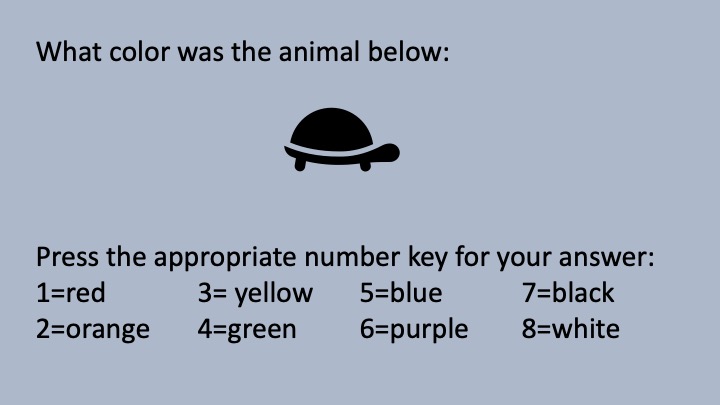 What color was the animal below:
Press the appropriate number key for your answer:
1=red 3= yellow 5=blue 7=black
2=orange 4=green 6=purple 8=white